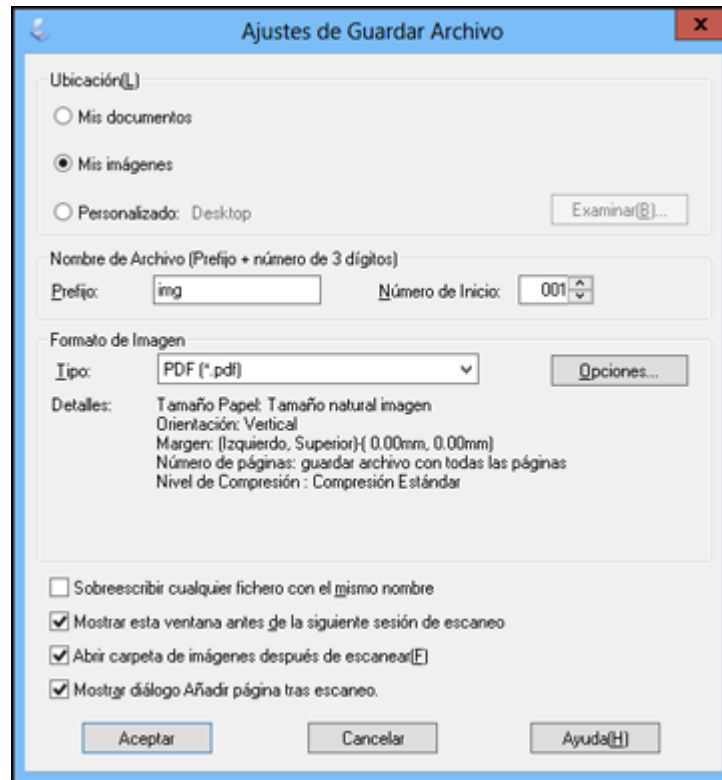 Ajustes de Guardar Archivo
x
Ubicación(L)
Mis documentos
Mis imágenes
Personalizado: Desktop Examinar(B)...
Nombre de Archivo (Prefijo + número de 3 dígitos)
Prefijo: img Número de Inicio: 001
Formato de Imagen
Tipo: PDF (*.pdf) Opciones...
Detalles: Tamaño Papel: Tamaño natural imagen
Orientación: Vertical
Margen: (Izquierdo, Superior)-( 0.00mm, 0.00mm)
Número de páginas: guardar archivo con todas las páginas
Nivel de Compresión : Compresión Estándar
Sobreescribir cualquier fichero con el mismo nombre
Mostrar esta ventana antes de la siguiente sesión de escaneo
Abrir carpeta de imágenes después de escanear(F)
Mostrar diálogo Añadir página tras escaneo.
Aceptar Cancelar Ayuda(H)